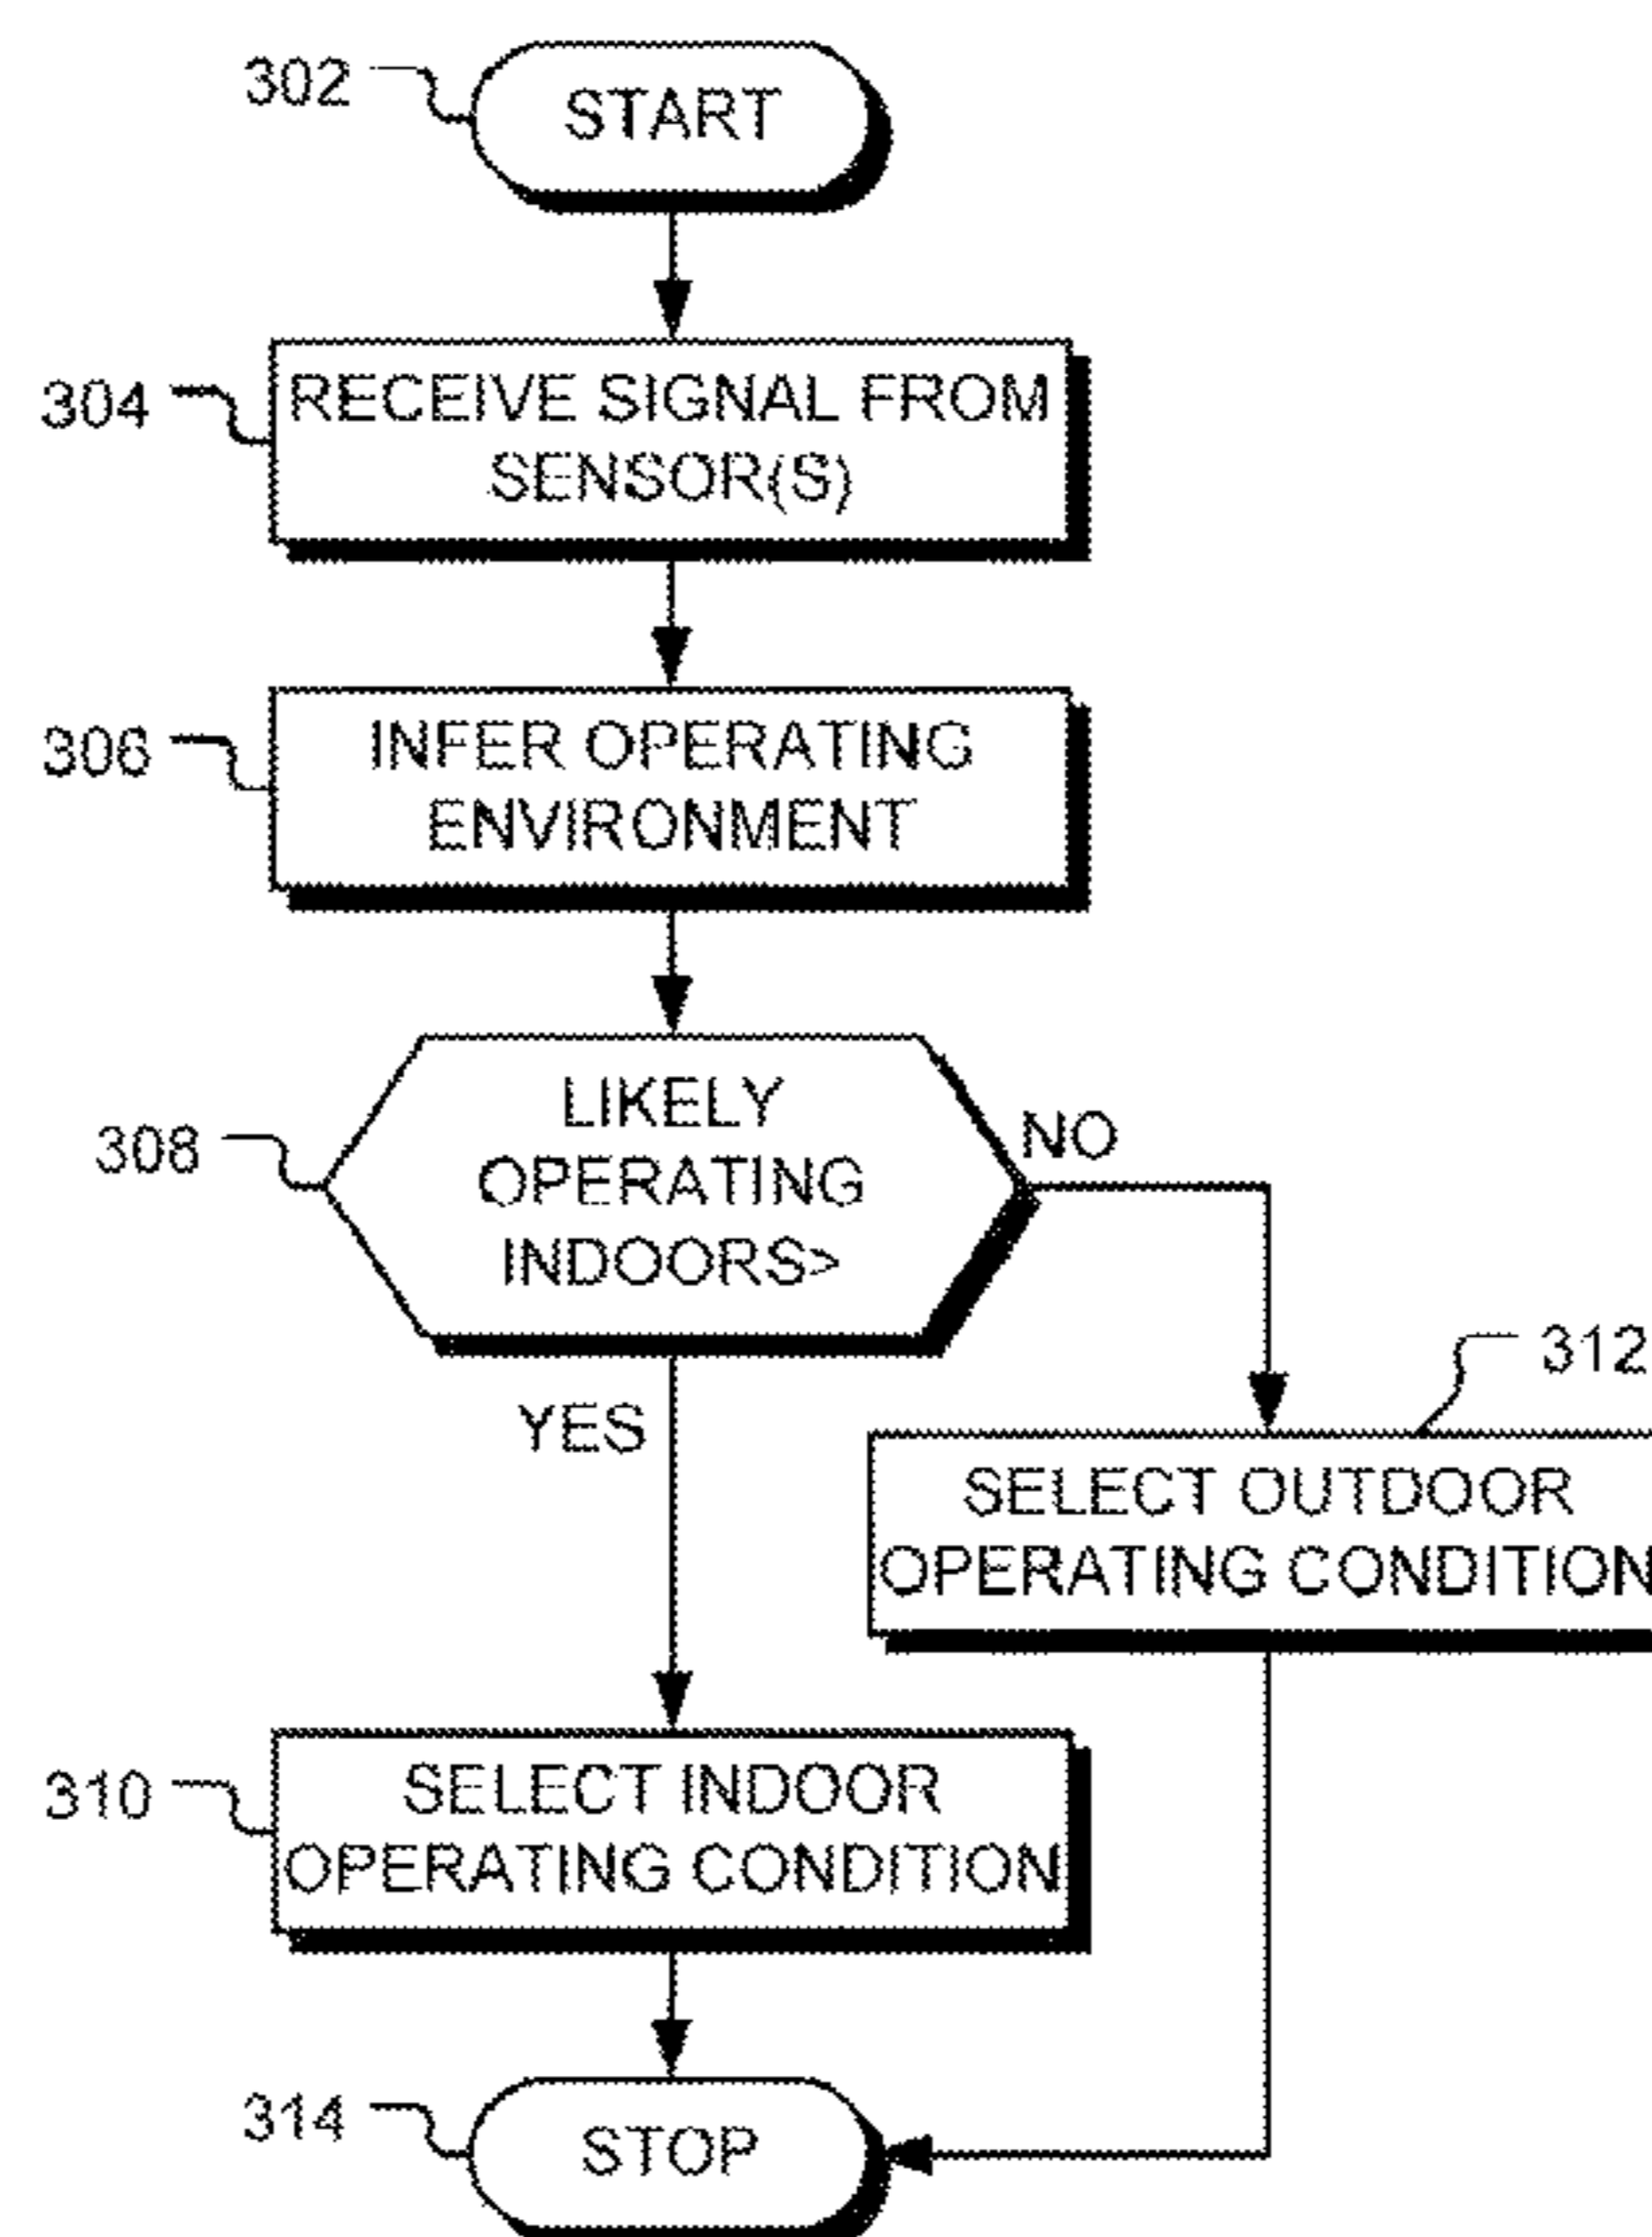 302
START
304
RECEIVE SIGNAL FROM
SENSOR(S)
306
INFER OPERATING
ENVIRONMENT
308
LIKELY
OPERATING
INDOORS>
NO
YES
312
SELECT OUTDOOR
OPERATING CONDITION
310
SELECT INDOOR
OPERATING CONDITION
314
STOP